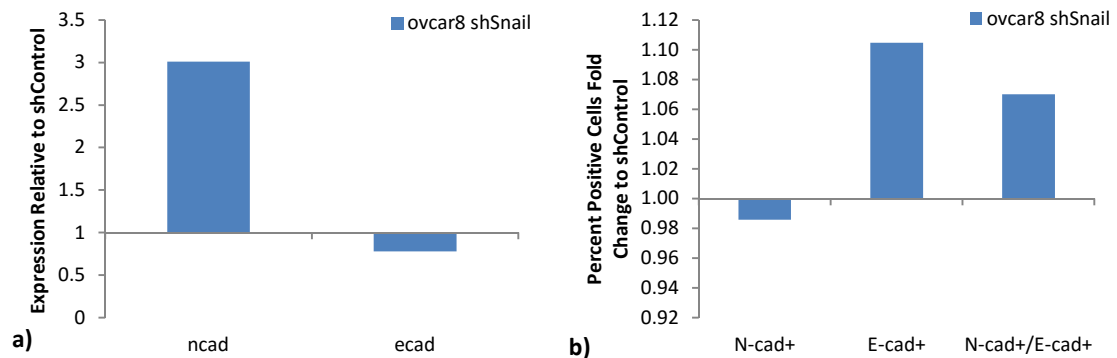 Expression Relative to shControl
3.5
3
2.5
2
1.5
1
0.5
0
ncad
ecad
ovcar8 shSnail
a)
Percent Positive Cells Fold
Change to shControl
1.12
1.10
1.08
1.06
1.04
1.02
1.00
0.98
0.96
0.94
0.92
N-cad+
E-cad+
N-cad+/E-cad+
ovcar8 shSnail
b)